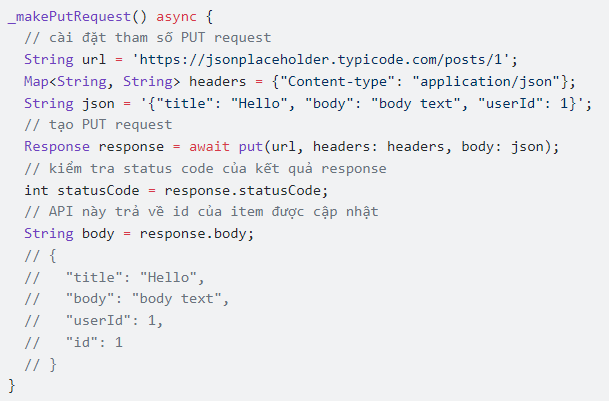 _makePutRequest() async {
  // cài đặt tham số PUT request
  String url = 'https://jsonplaceholder.typicode.com/posts/1';
  Map<String, String> headers = {"Content-type": "application/json"};
  String json = '{"title": "Hello", "body": "body text", "userId": 1}';
  // tạo PUT request
  Response response = await put(url, headers: headers, body: json);
  // kiểm tra status code của kết quả response
  int statusCode = response.statusCode;
  // API này trả về id của item được cập nhật
  String body = response.body;
  // {
  //   "title": "Hello",
  //   "body": "body text",
  //   "userId": 1,
  //   "id": 1
  // }
}